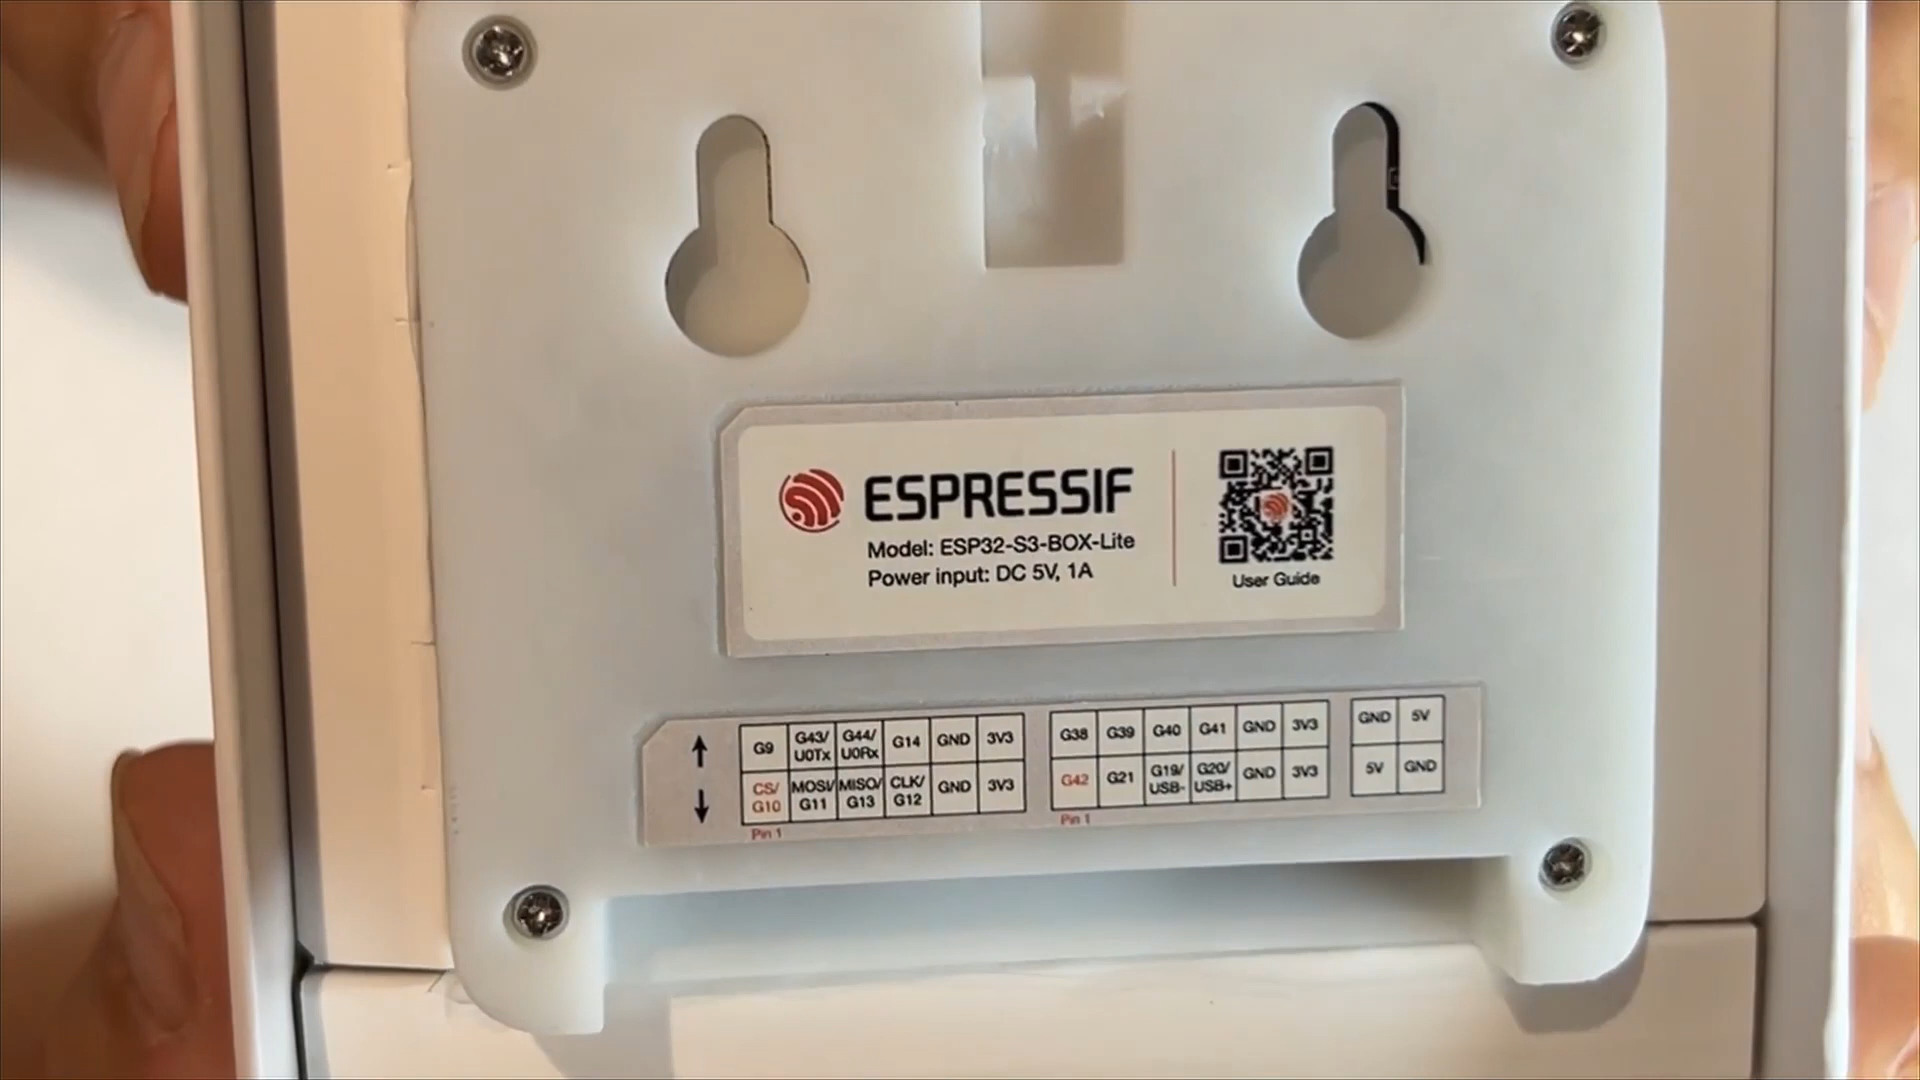 ESPRESSIF
Model: ESP32-S3-BOX-Lite
Power input: DC 5V, 1A
User Guide
G9 G43/U0Tx G44/U0Rx G14 GND 3V3 G38 G39 G40 G41 GND 3V3 GND 5V
CS/G10 MOSI/G11 MISO/G13 CLK/G12 GND 3V3 G42 G21 G19/USB- G20/USB+ GND 3V3 5V GND
Pin 1 Pin 1